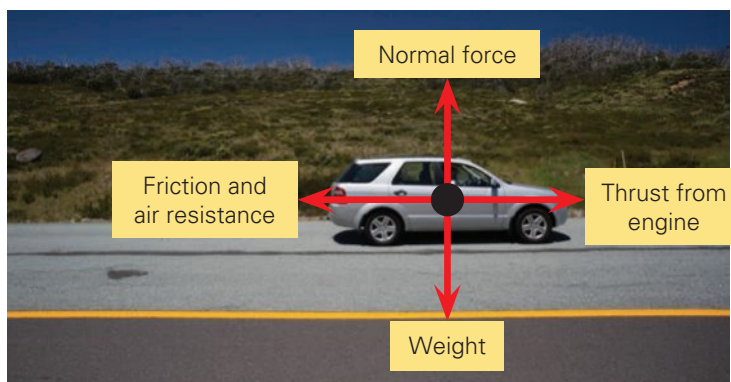 Normal force
Friction and
air resistance
Thrust from
engine
Weight